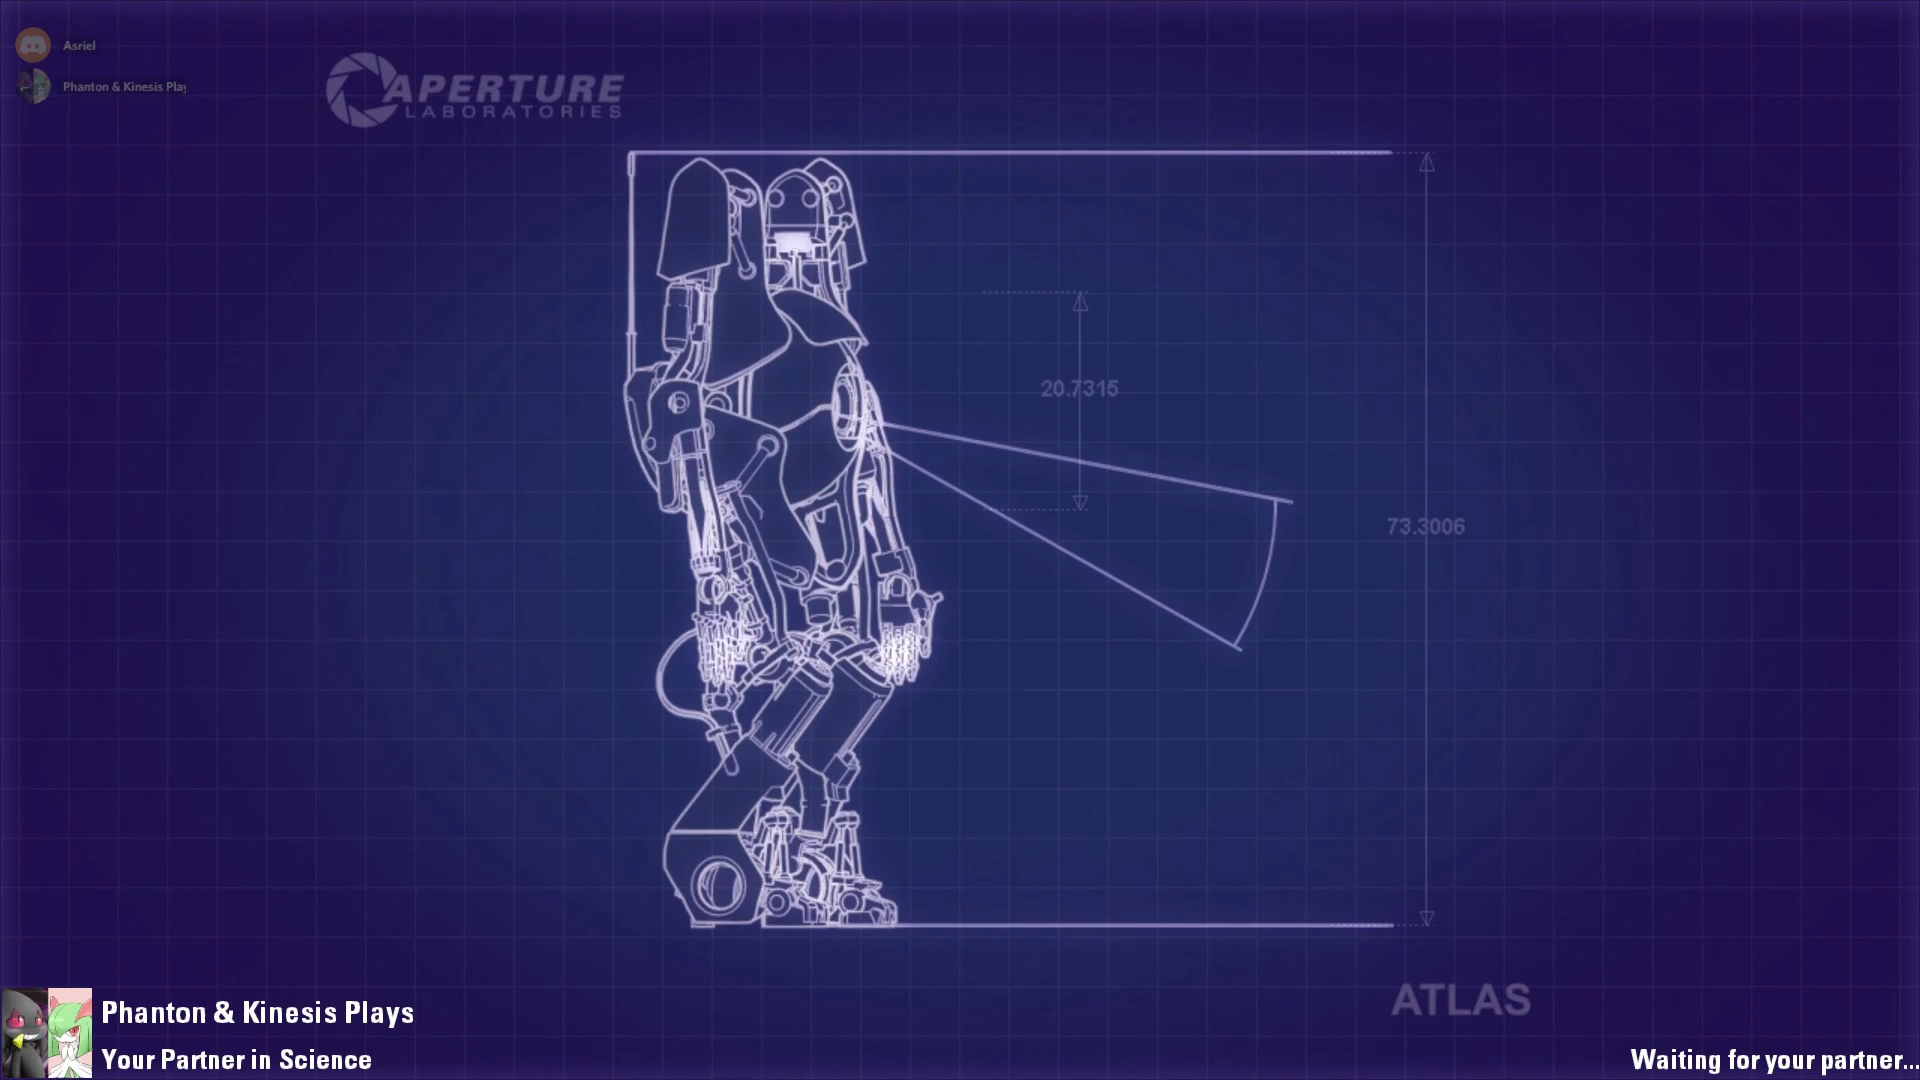 Asriel
Phanton & Kinesis Play
APERTURE
LABORATORIES
20.7315
73.3006
ATLAS
Phanton & Kinesis Plays
Your Partner in Science
Waiting for your partner...